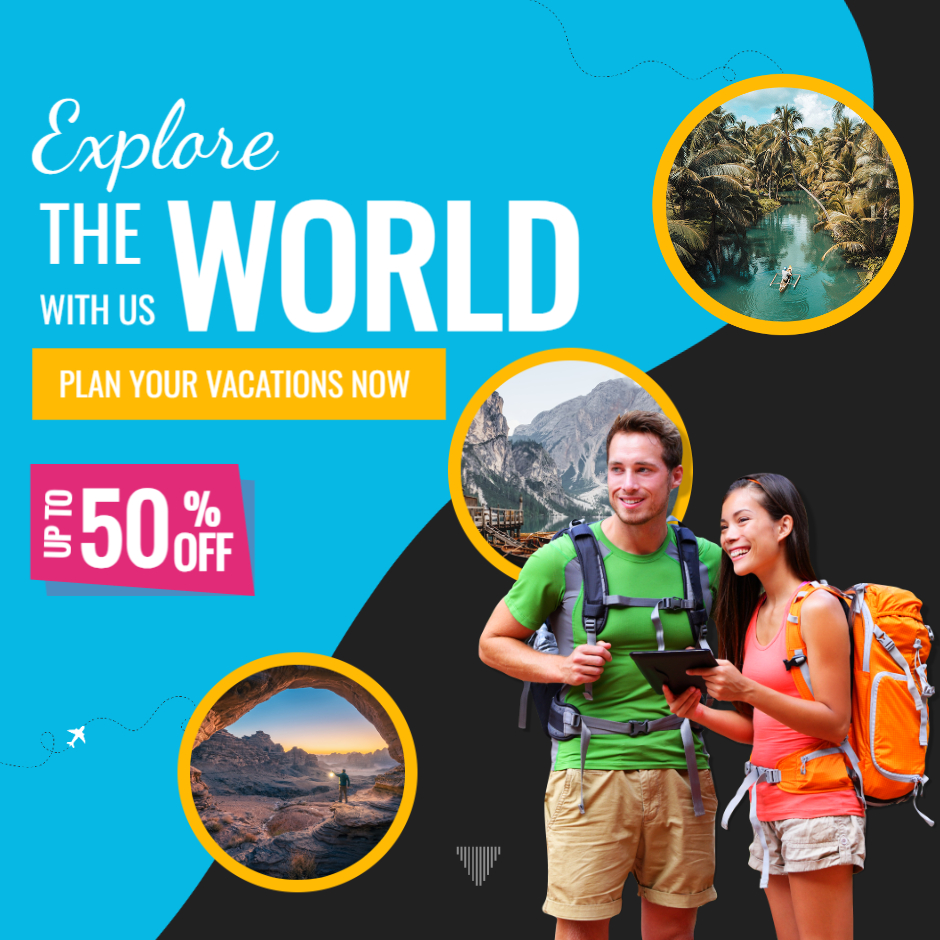 Explore
THE WORLD
WITH US
PLAN YOUR VACATIONS NOW
UP TO 50% OFF